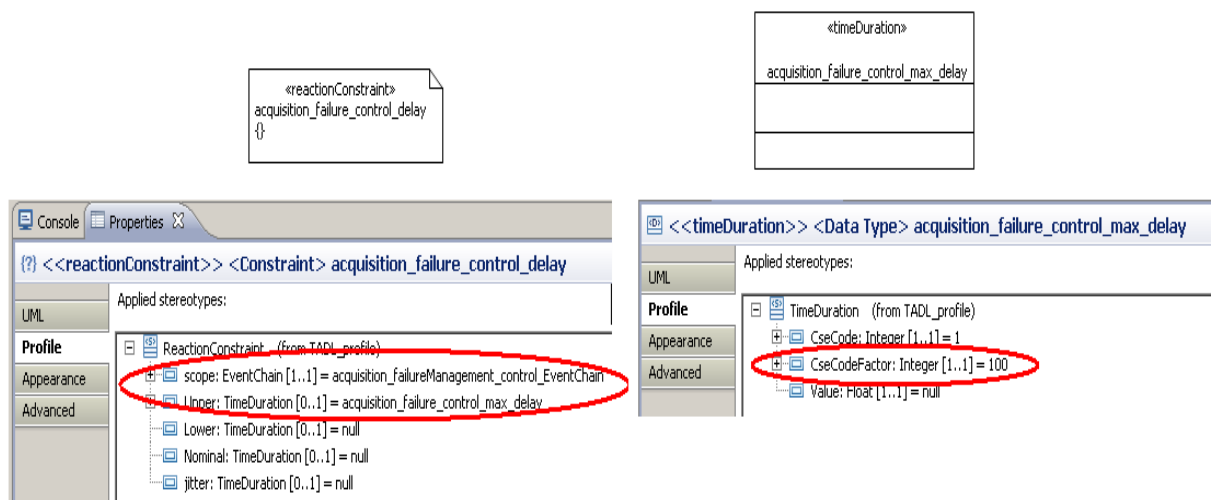 «reactionConstraint»
acquisition_failure_control_delay
{}
«timeDuration»
acquisition_failure_control_max_delay
Console Properties
{?} <<reactionConstraint>> <Constraint> acquisition_failure_control_delay
UML
Profile
Appearance
Advanced
Applied stereotypes:
ReactionConstraint (from TADL_profile)
scope: EventChain [1..1] = acquisition_failureManagement_control_EventChain
Upper: TimeDuration [0..1] = acquisition_failure_control_max_delay
Lower: TimeDuration [0..1] = null
Nominal: TimeDuration [0..1] = null
jitter: TimeDuration [0..1] = null
<<timeDuration>> <Data Type> acquisition_failure_control_max_delay
UML
Profile
Appearance
Advanced
Applied stereotypes:
TimeDuration (from TADL_profile)
CseCode: Integer [1..1] = 1
CseCodeFactor: Integer [1..1] = 100
Value: Float [1..1] = null